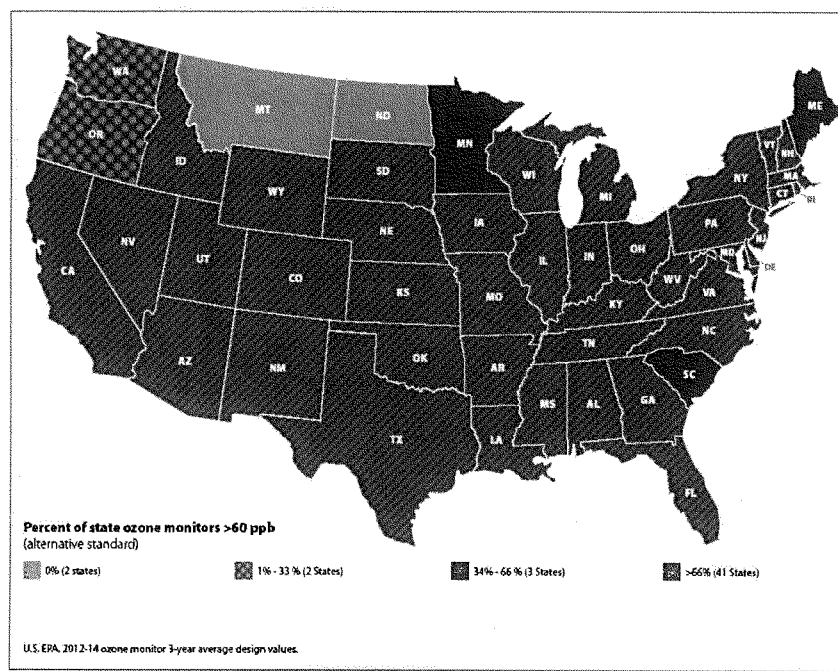 WA
MT
ND
MN
ME
OR
ID
SD
WI
VT
NH
WY
MI
NY
MA
CT
RI
IA
PA
NE
NJ
NV
OH
MD
DE
IL
IN
UT
CO
WV
VA
CA
KS
MO
KY
NC
TN
AZ
NM
OK
AR
SC
MS
AL
GA
TX
LA
FL
Percent of state ozone monitors >60 ppb
(alternative standard)
0% (2 states) 1% - 33 % (2 States) 34% - 66 % (3 States) >66% (41 States)
U.S. EPA, 2012-14 ozone monitor 3-year average design values.